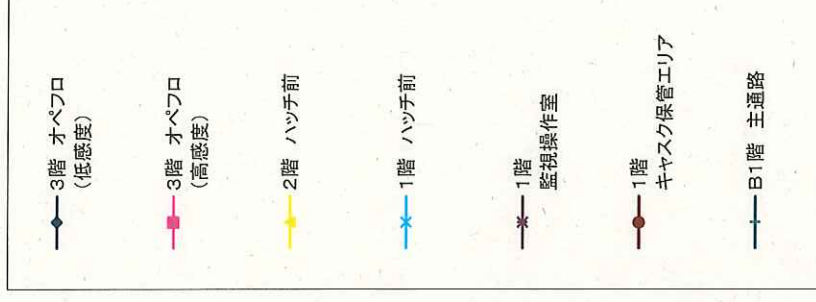 3階 オペフロ
(低感度)
3階 オペフロ
(高感度)
2階 ハッチ前
1階 ハッチ前
1階
監視操作室
1階
キャスク保管エリア
B1階 主通路